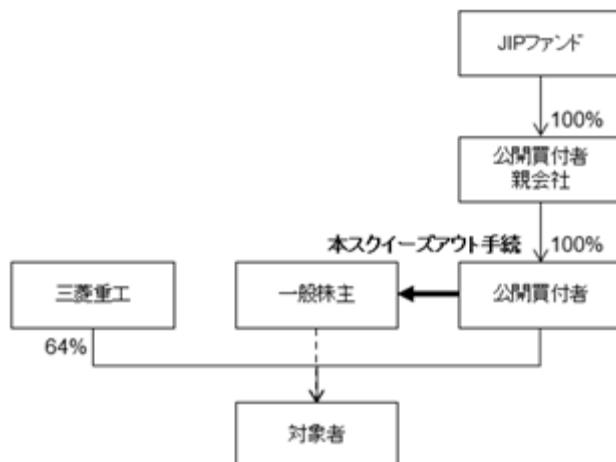 JIPファンド
100%
公開買付者
親会社
本スクイーズアウト手続
100%
三菱重工
一般株主
公開買付者
64%
対象者